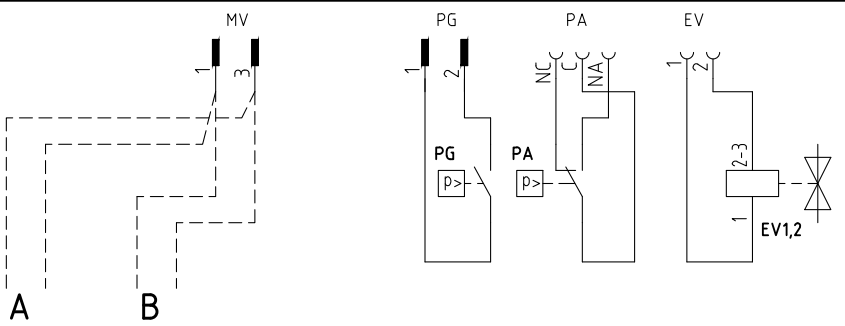 MV PG PA EV
1 3 1 2 NC C NA 1 2
PG PA 2-3
p> p>
1
EV1,2
A B